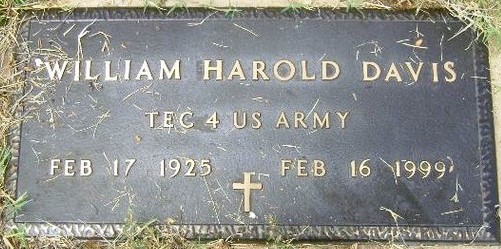 WILLIAM HAROLD DAVIS
TEC 4 US ARMY
FEB 17 1925 FEB 16 1999